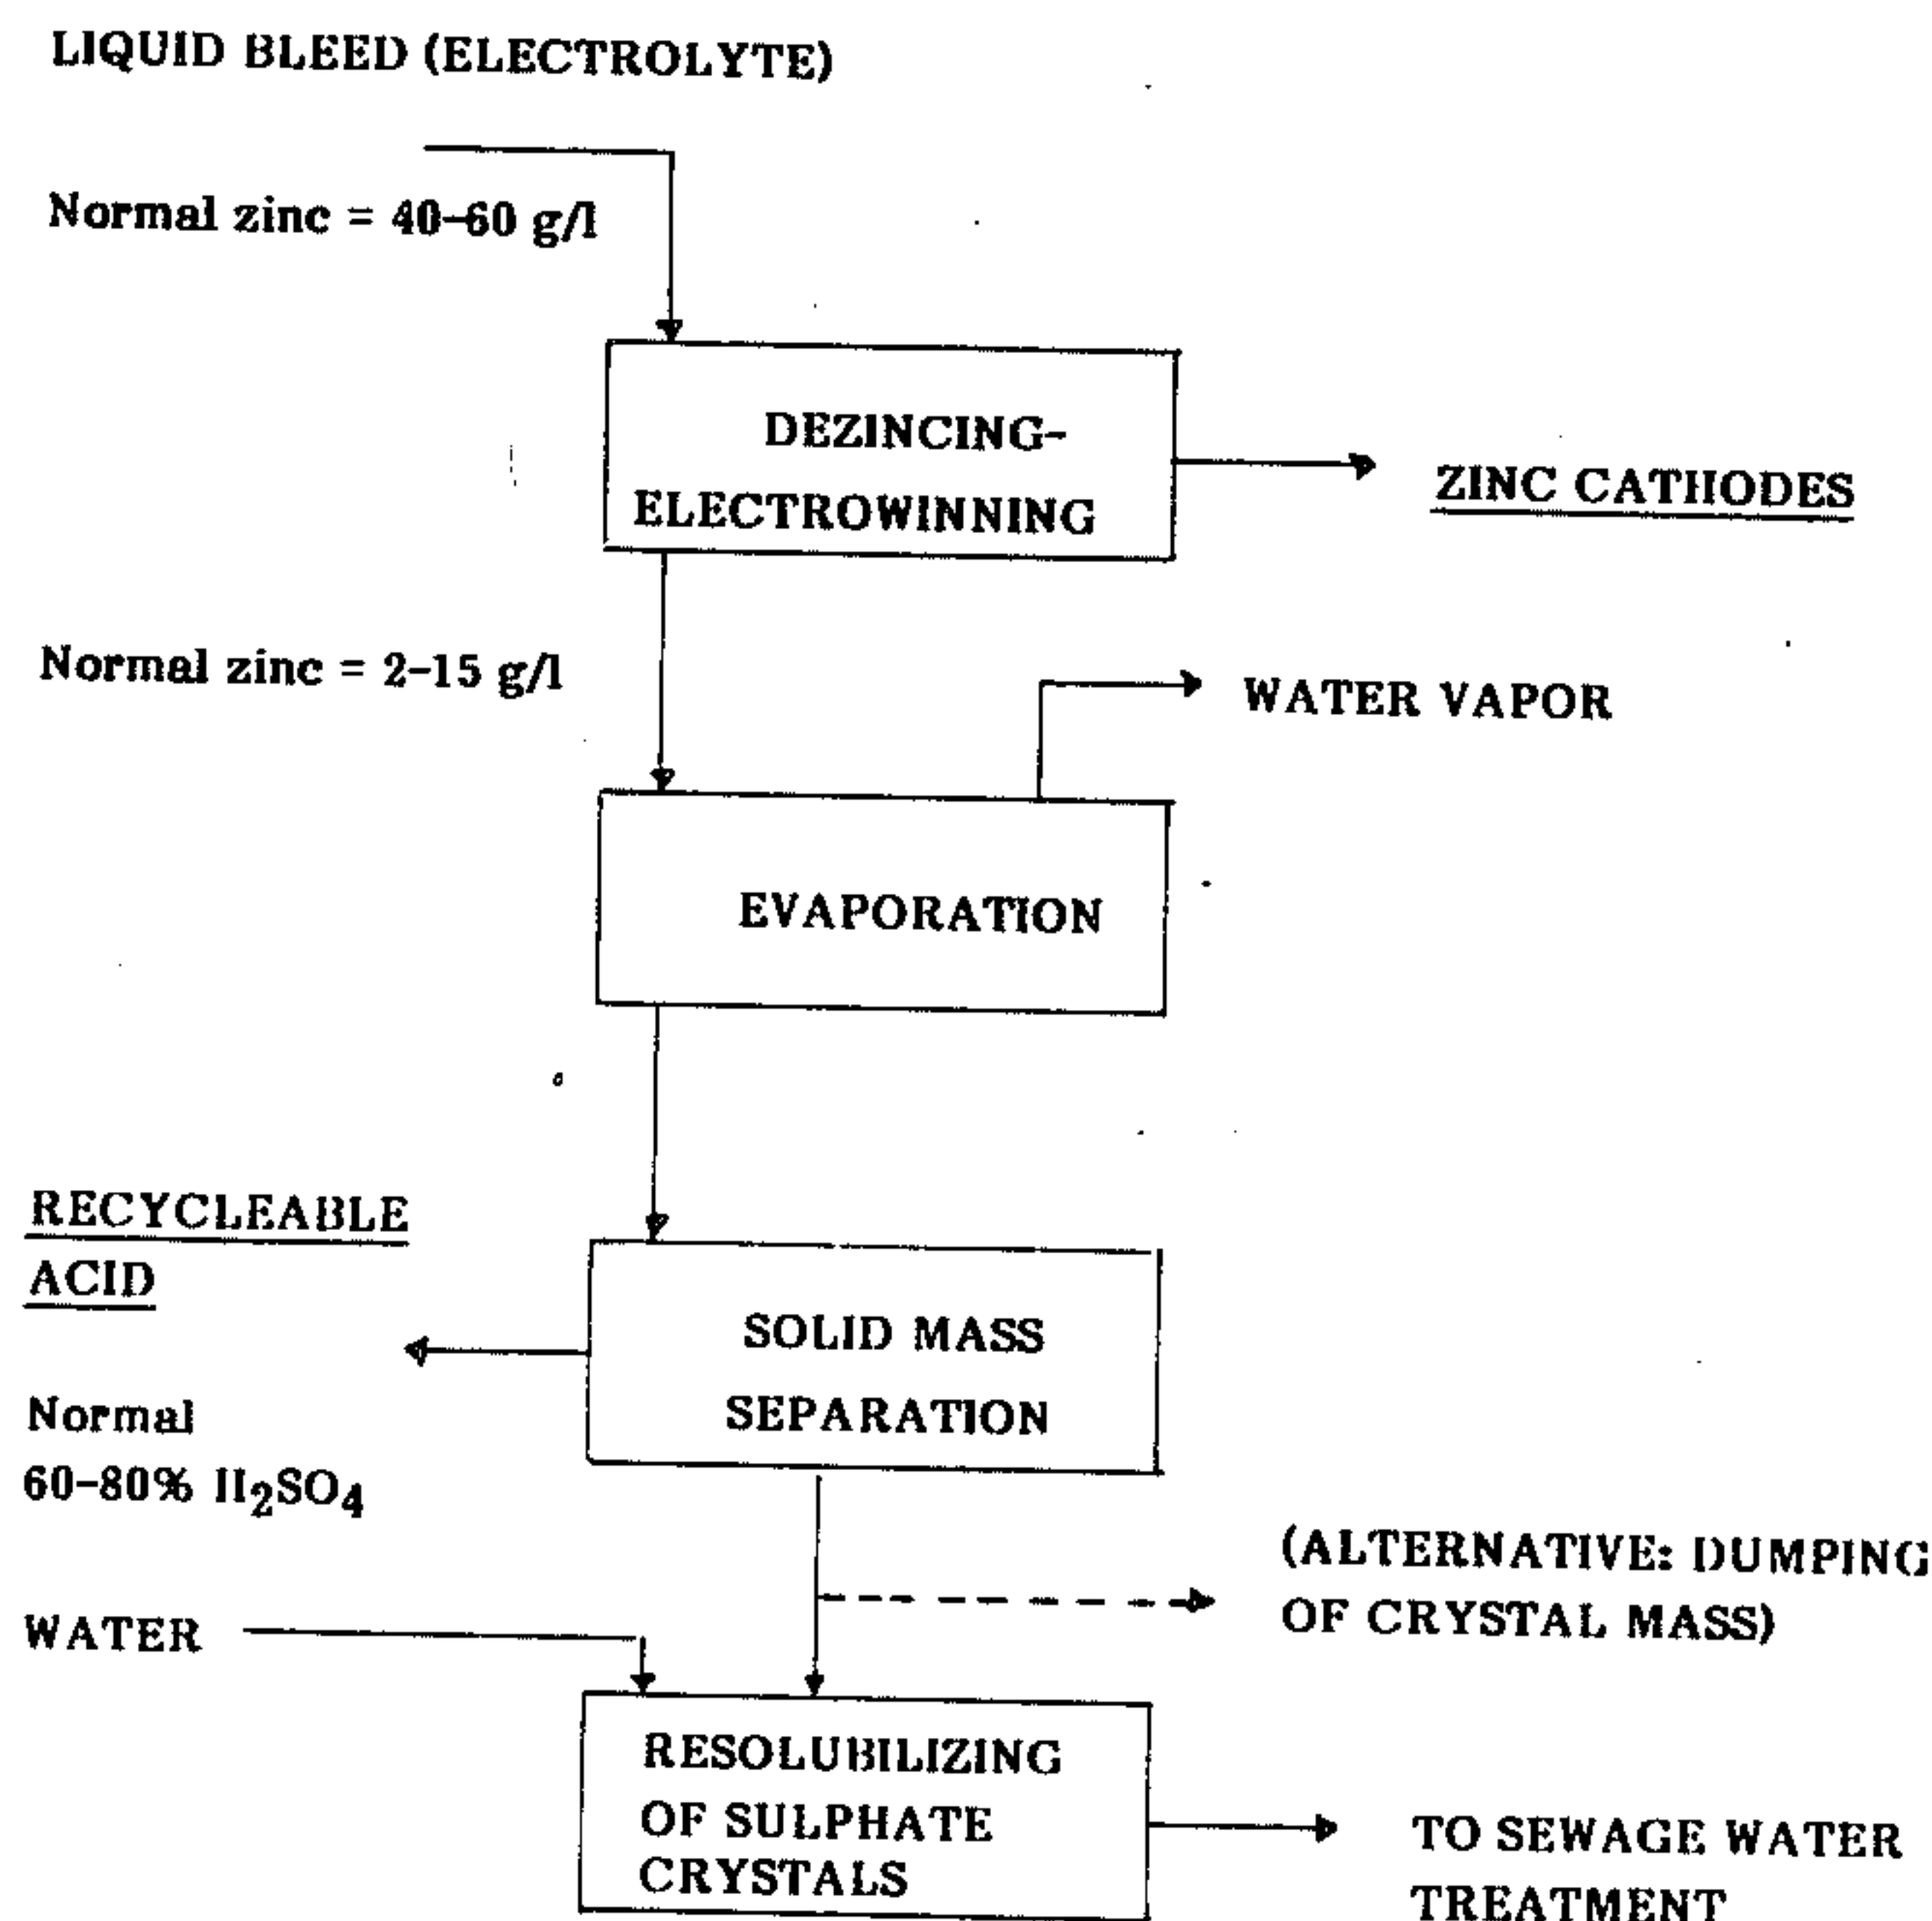 LIQUID BLEED (ELECTROLYTE)
Normal zinc = 40-60 g/l
DEZINCING-
ELECTROWINNING
ZINC CATHODES
Normal zinc = 2-15 g/l
WATER VAPOR
EVAPORATION
RECYCLEABLE
ACID
SOLID MASS
SEPARATION
Normal
60-80% H₂SO₄
(ALTERNATIVE: DUMPING
OF CRYSTAL MASS)
WATER
RESOLUBILIZING
OF SULPHATE
CRYSTALS
TO SEWAGE WATER
TREATMENT